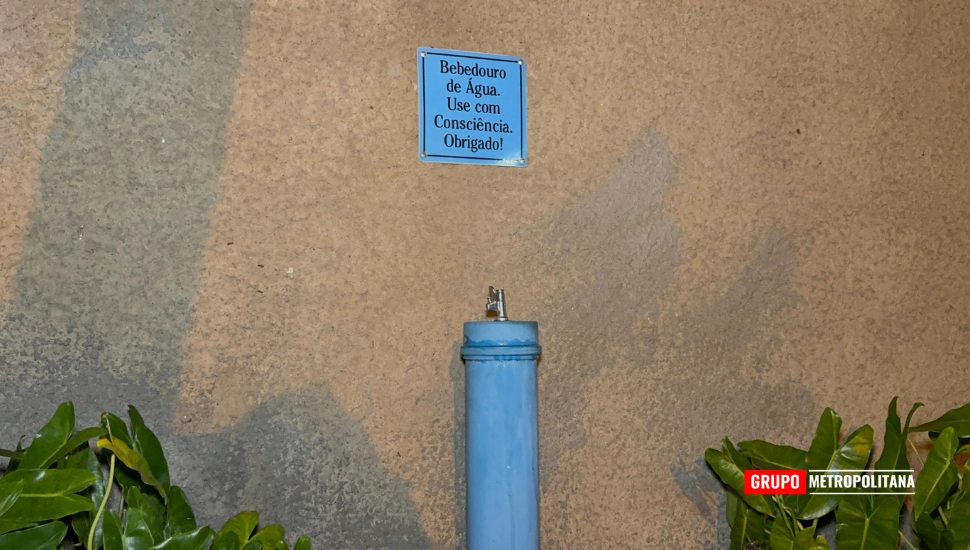 Bebedouro
de Água.
Use com
Consciência.
Obrigado!
GRUPO METROPOLITANA